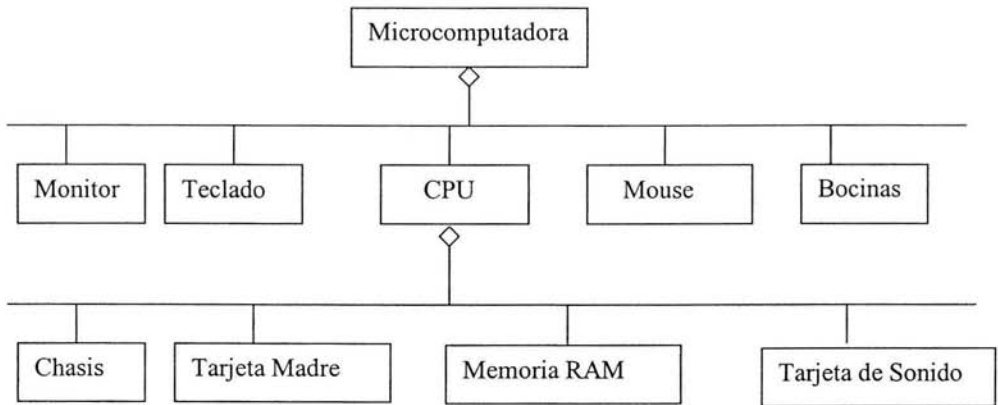 Microcomputadora
Monitor
Teclado
CPU
Mouse
Bocinas
Chasis
Tarjeta Madre
Memoria RAM
Tarjeta de Sonido